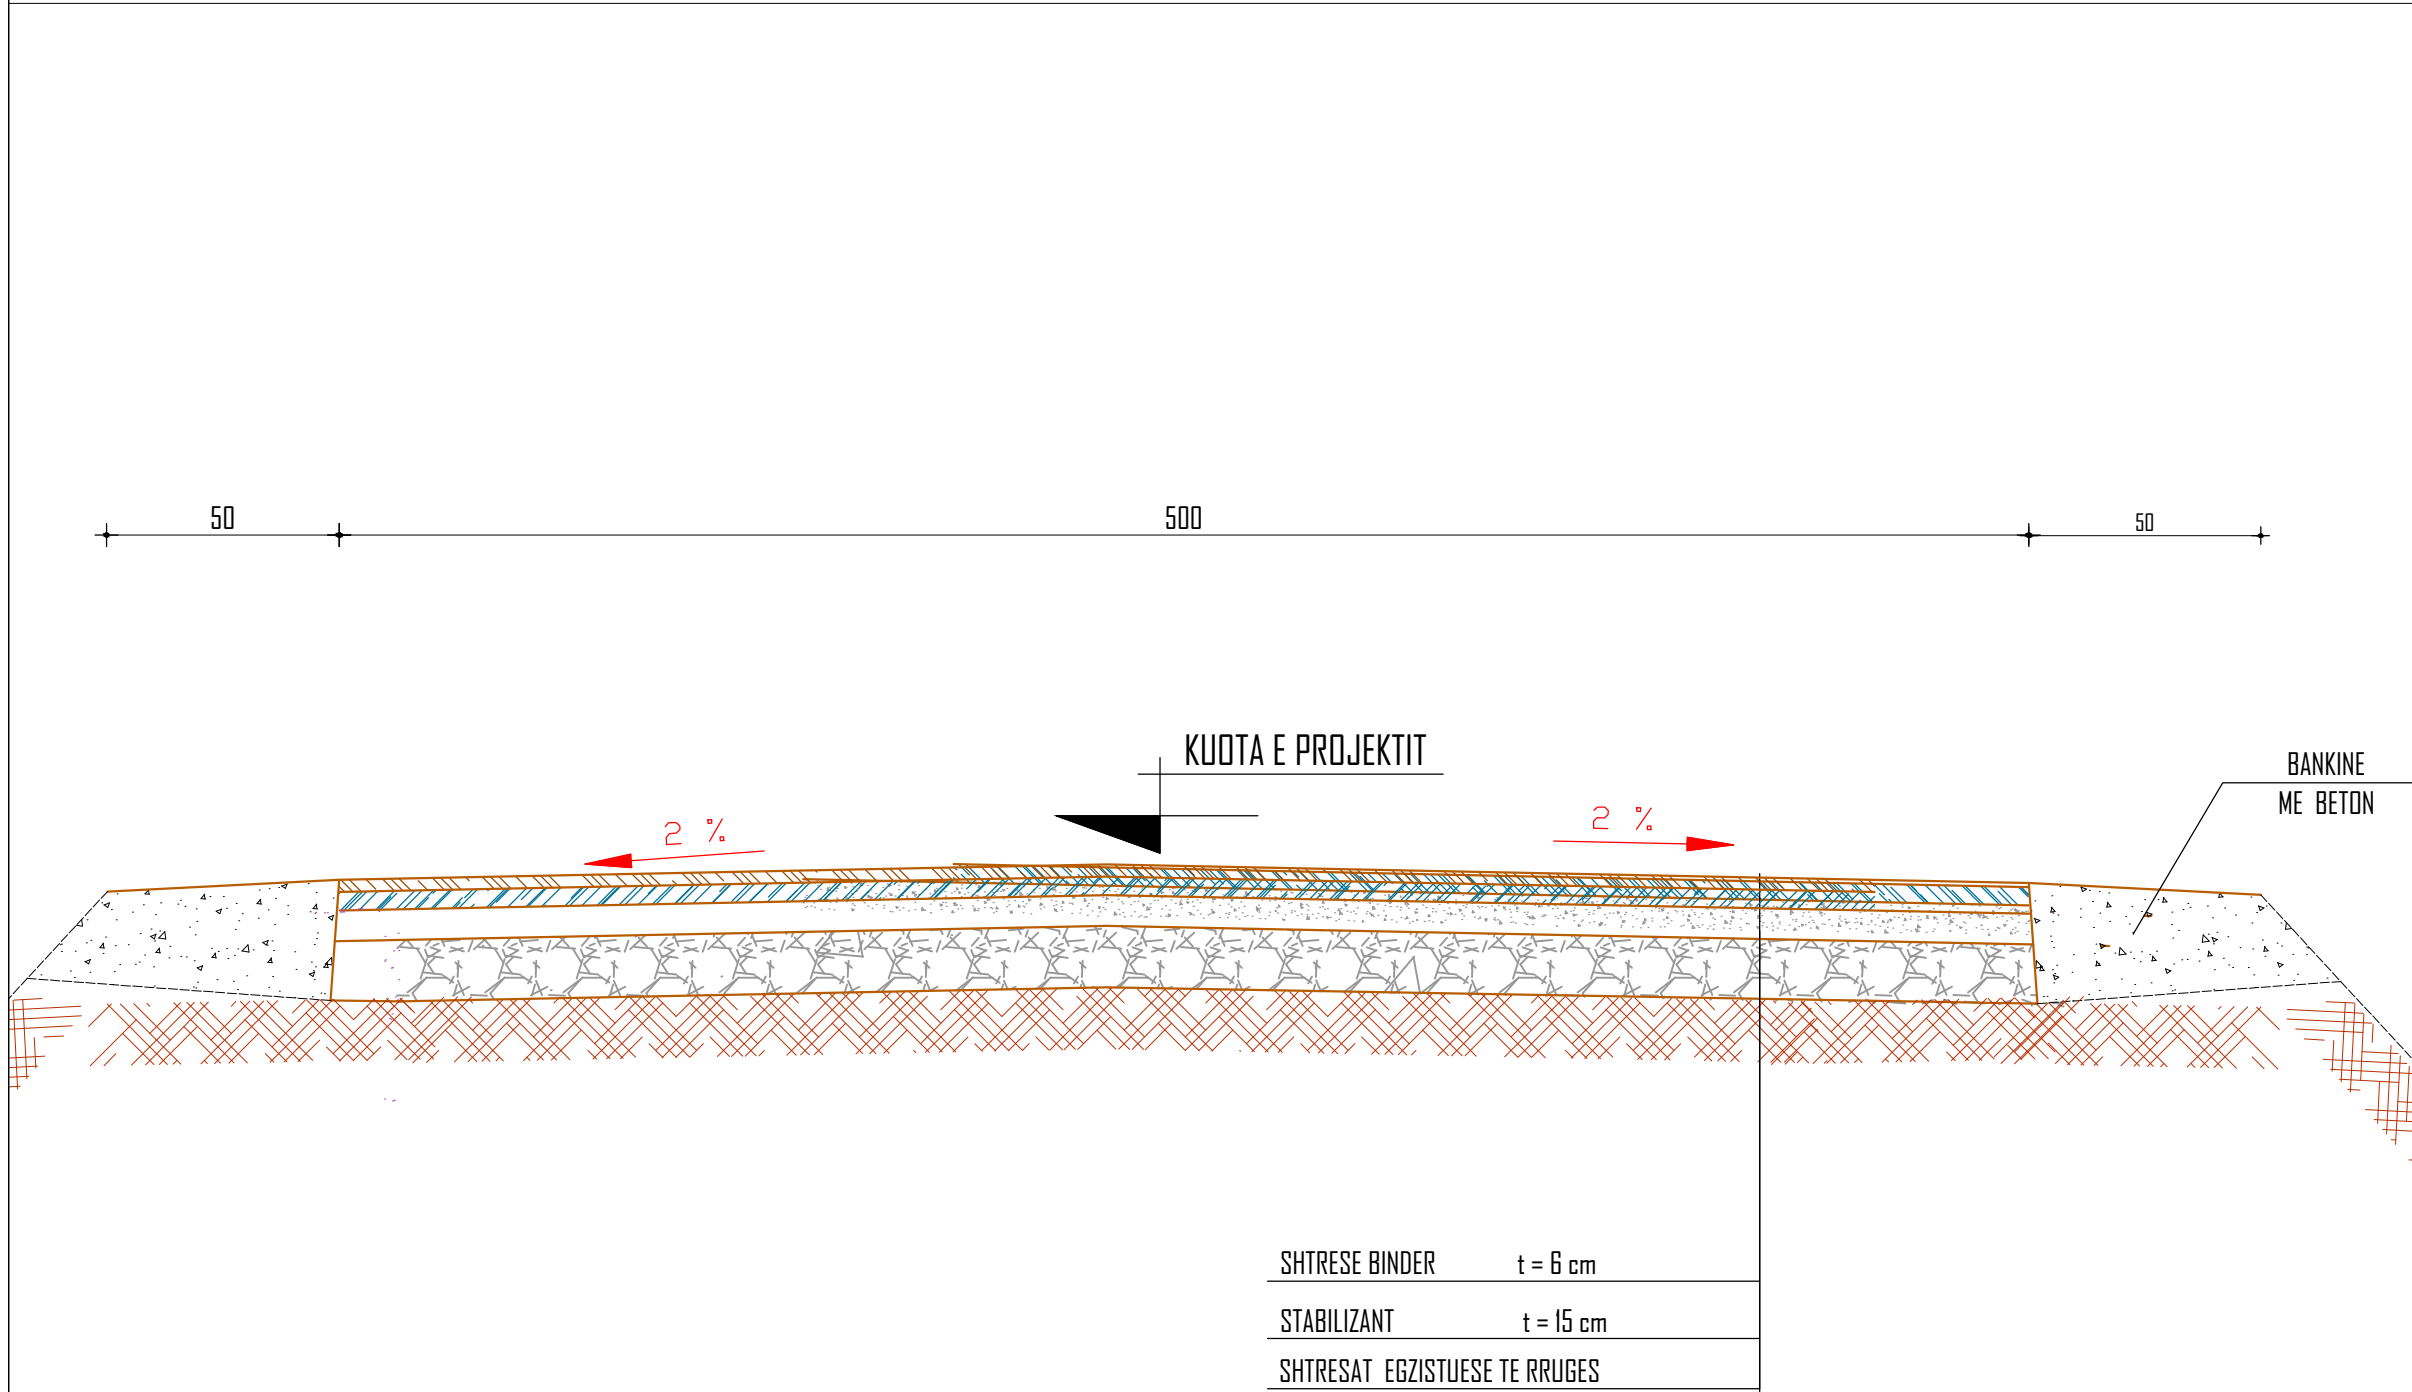 50
500
50
KUOTA E PROJEKTIT
BANKINE
ME BETON
2 %
2 %
SHTRESE BINDER t = 6 cm
STABILIZANT t = 15 cm
SHTRESAT EGZISTUESE TE RRUGES